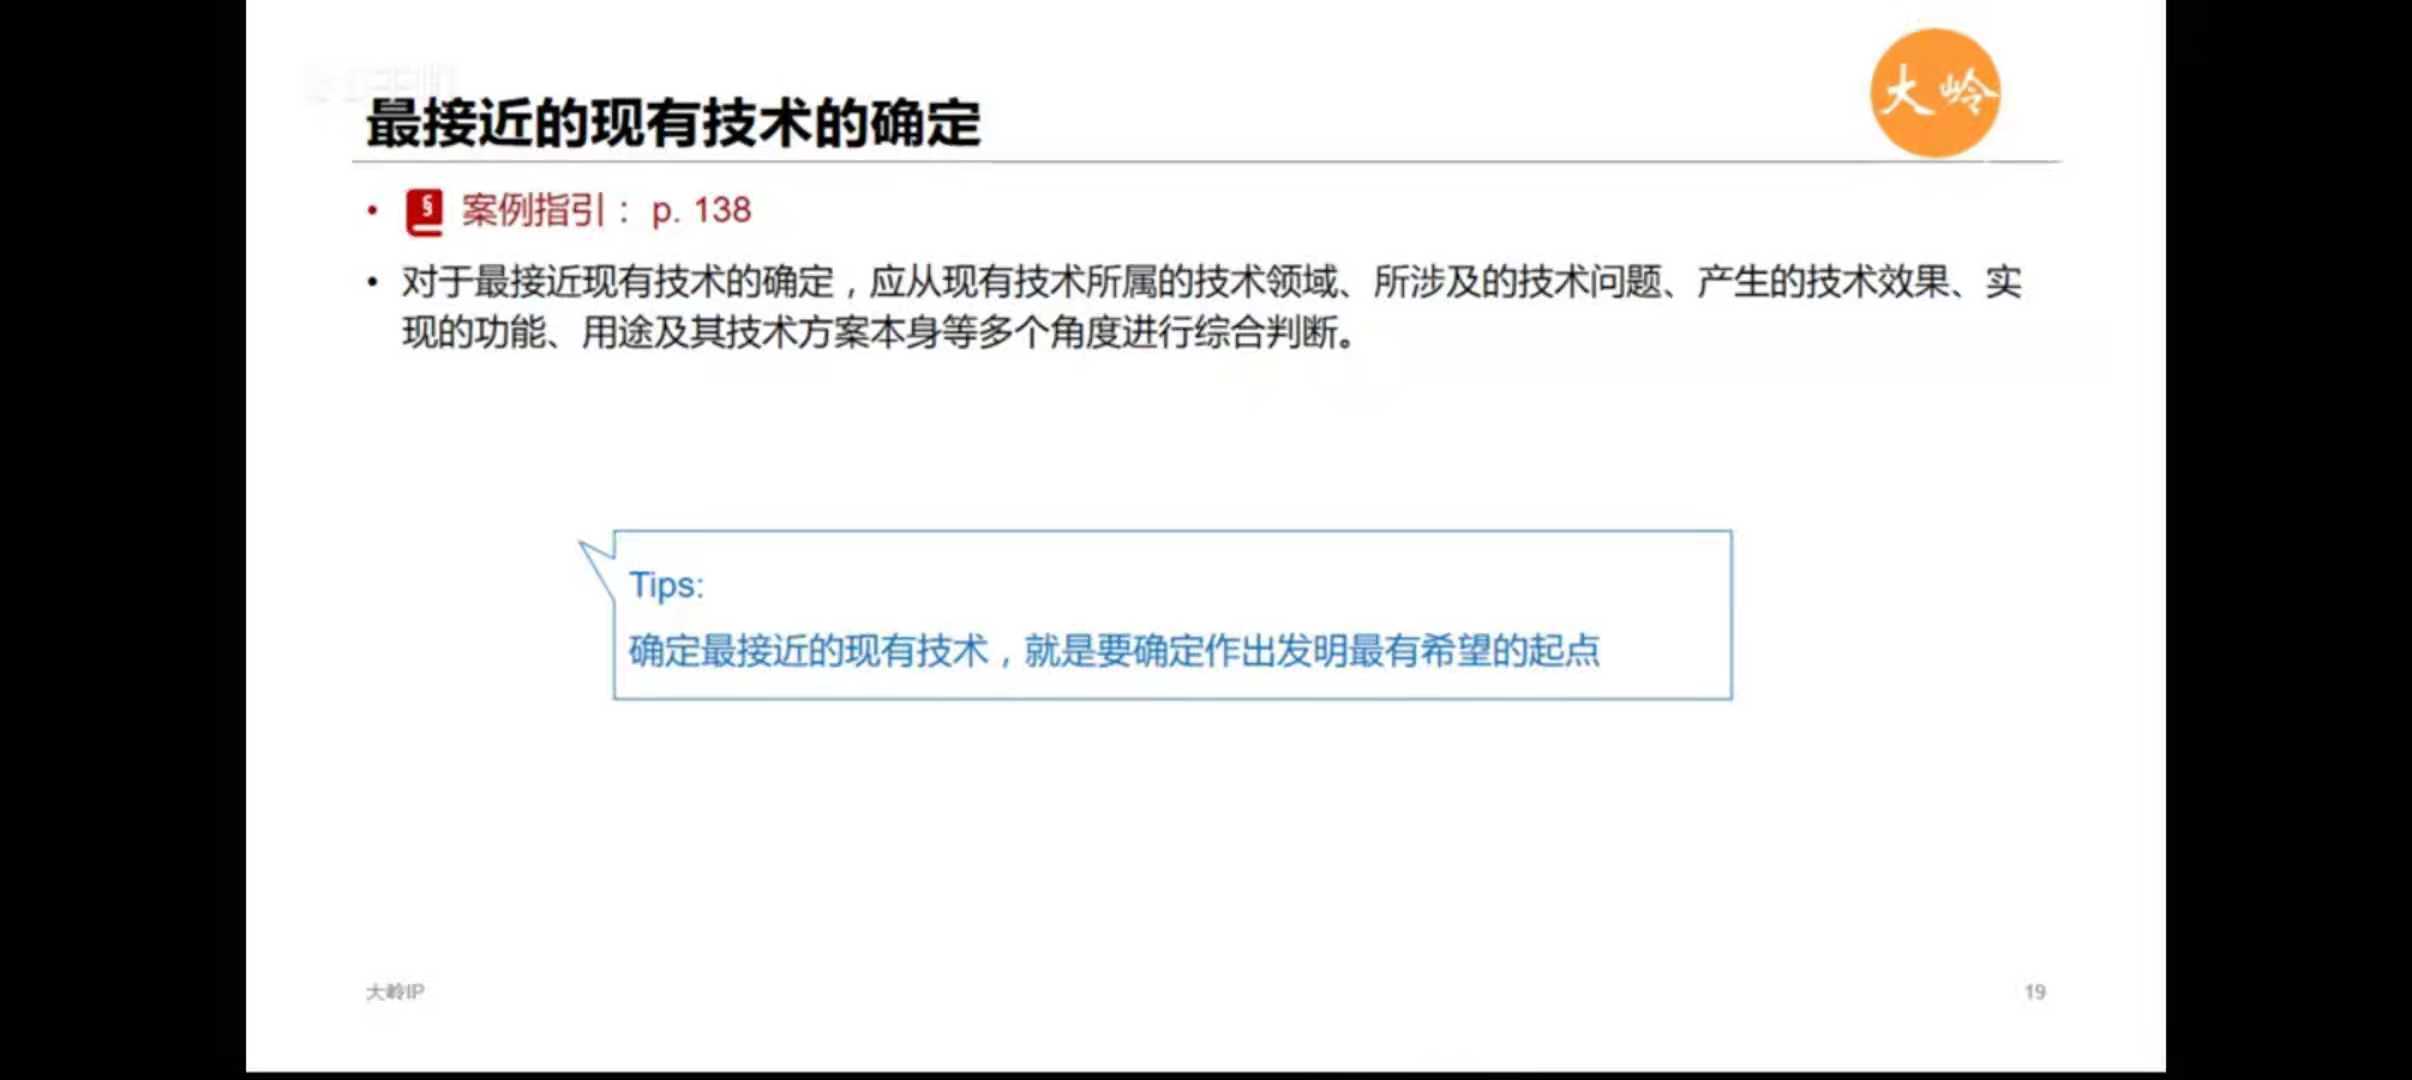 大岭
最接近的现有技术的确定
• § 案例指引： p. 138
• 对于最接近现有技术的确定，应从现有技术所属的技术领域、所涉及的技术问题、产生的技术效果、实
现的功能、用途及其技术方案本身等多个角度进行综合判断。
Tips:
确定最接近的现有技术，就是要确定作出发明最有希望的起点
大岭IP
19